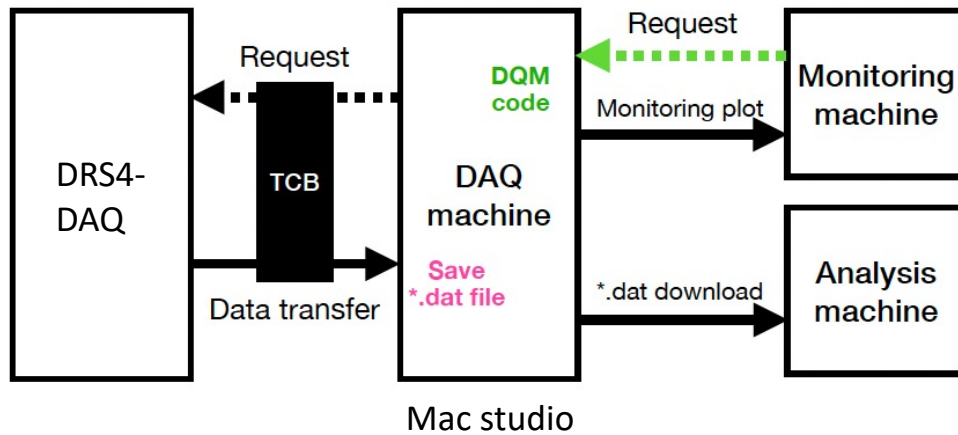 Request
Request
DQM
code
Monitoring
machine
Monitoring plot
DRS4-
DAQ
TCB
DAQ
machine
Save
*.dat file
Data transfer
*.dat download
Analysis
machine
Mac studio